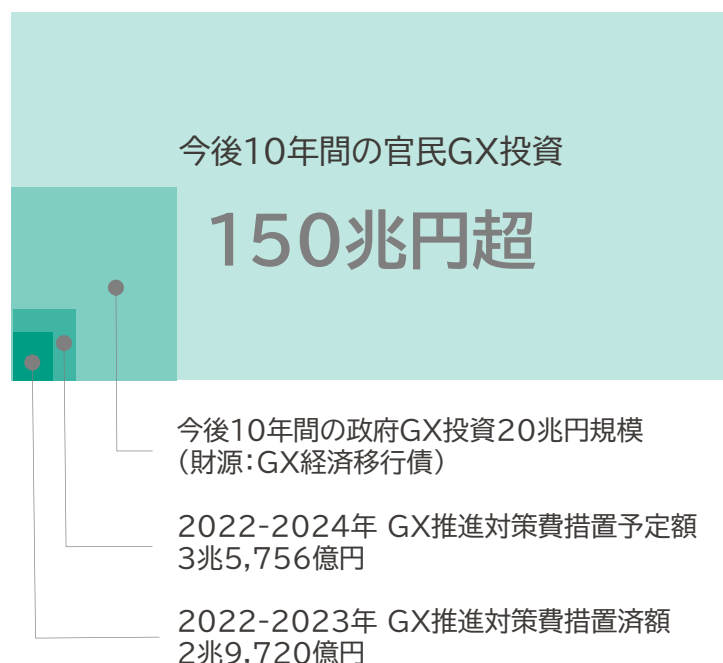 今後10年間の官民GX投資
150兆円超
今後10年間の政府GX投資20兆円規模
（財源：GX経済移行債）
2022-2024年 GX推進対策費措置予定額
3兆5,756億円
2022-2023年 GX推進対策費措置済額
2兆9,720億円